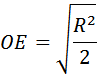 OE = √(R²/2)